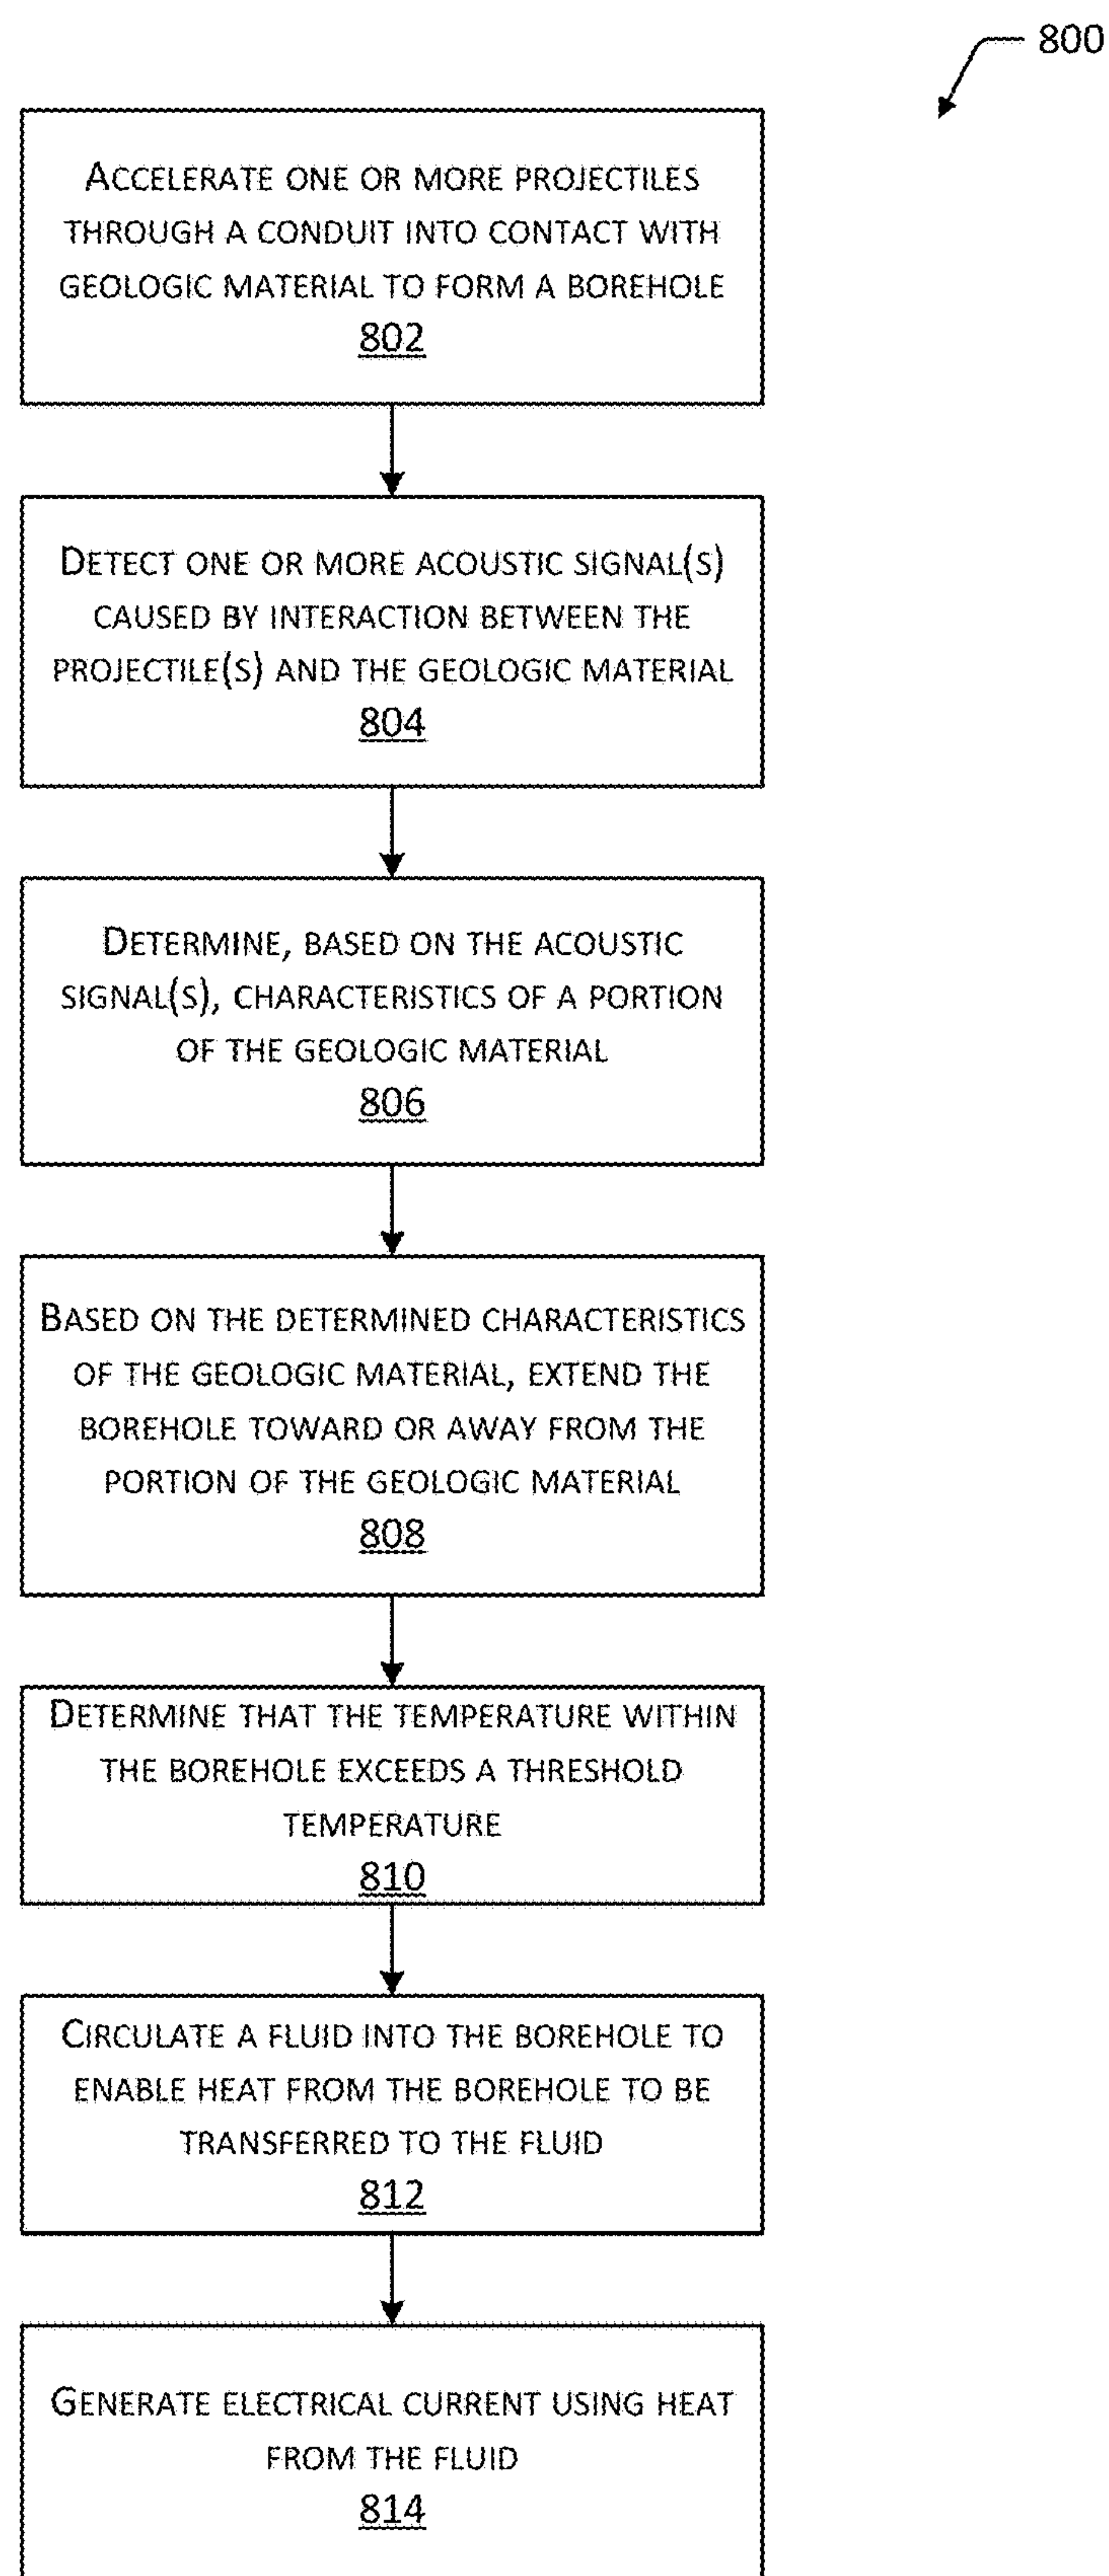 800
ACCELERATE ONE OR MORE PROJECTILES
THROUGH A CONDUIT INTO CONTACT WITH
GEOLOGIC MATERIAL TO FORM A BOREHOLE
802
DETECT ONE OR MORE ACOUSTIC SIGNAL(S)
CAUSED BY INTERACTION BETWEEN THE
PROJECTILE(S) AND THE GEOLOGIC MATERIAL
804
DETERMINE, BASED ON THE ACOUSTIC
SIGNAL(S), CHARACTERISTICS OF A PORTION
OF THE GEOLOGIC MATERIAL
806
BASED ON THE DETERMINED CHARACTERISTICS
OF THE GEOLOGIC MATERIAL, EXTEND THE
BOREHOLE TOWARD OR AWAY FROM THE
PORTION OF THE GEOLOGIC MATERIAL
808
DETERMINE THAT THE TEMPERATURE WITHIN
THE BOREHOLE EXCEEDS A THRESHOLD
TEMPERATURE
810
CIRCULATE A FLUID INTO THE BOREHOLE TO
ENABLE HEAT FROM THE BOREHOLE TO BE
TRANSFERRED TO THE FLUID
812
GENERATE ELECTRICAL CURRENT USING HEAT
FROM THE FLUID
814